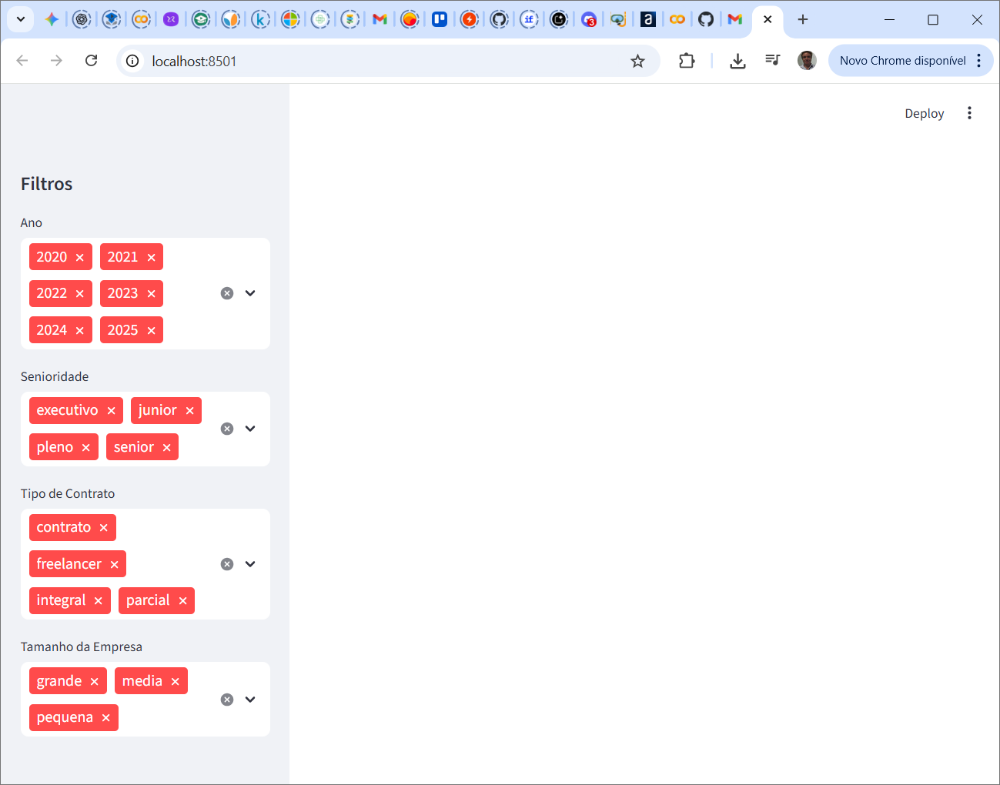 localhost:8501
Novo Chrome disponível
Deploy
Filtros
Ano
2020 2021
2022 2023
2024 2025
Senioridade
executivo junior
pleno senior
Tipo de Contrato
contrato
freelancer
integral parcial
Tamanho da Empresa
grande media
pequena